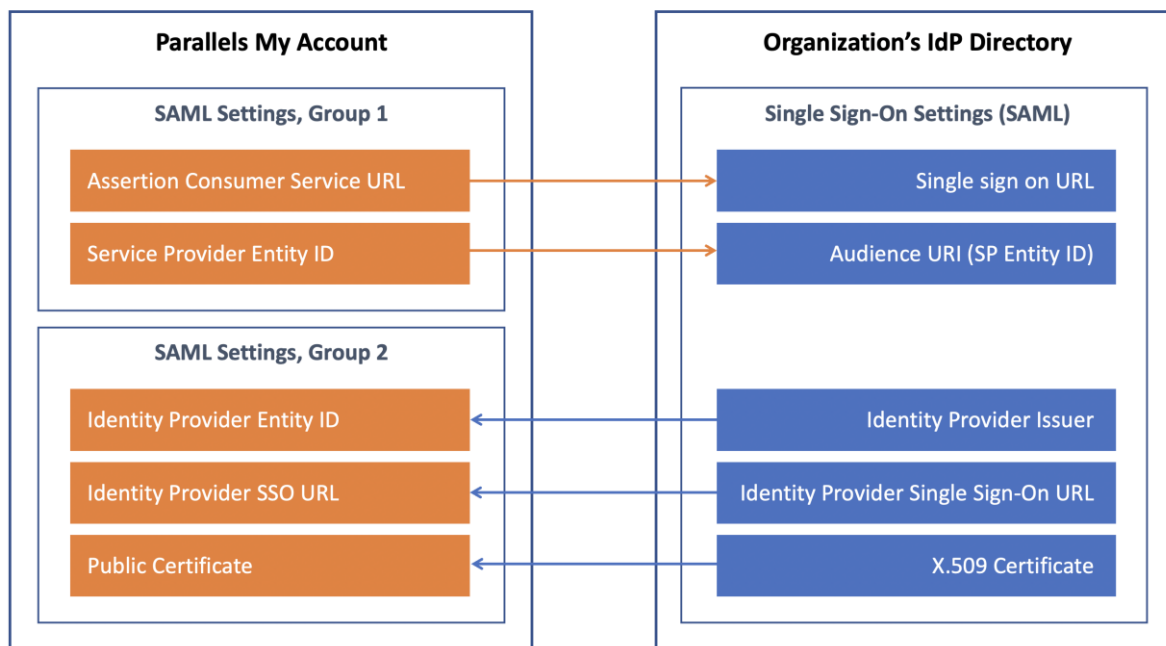 Parallels My Account
SAML Settings, Group 1
Assertion Consumer Service URL
Service Provider Entity ID
SAML Settings, Group 2
Identity Provider Entity ID
Identity Provider SSO URL
Public Certificate
Organization's IdP Directory
Single Sign-On Settings (SAML)
Single sign on URL
Audience URI (SP Entity ID)
Identity Provider Issuer
Identity Provider Single Sign-On URL
X.509 Certificate